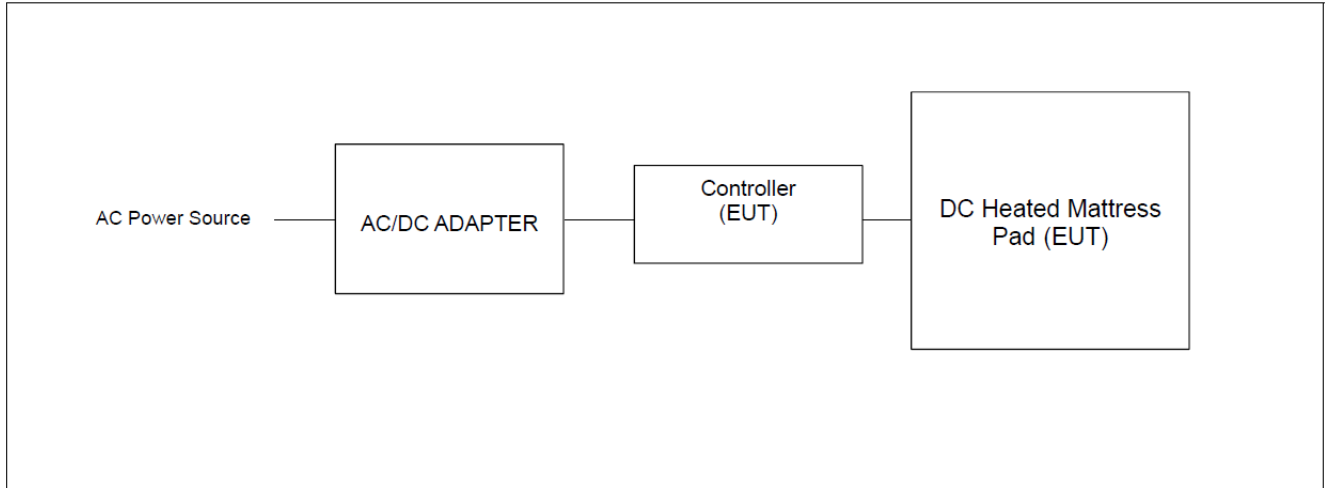 AC Power Source
AC/DC ADAPTER
Controller
(EUT)
DC Heated Mattress
Pad (EUT)